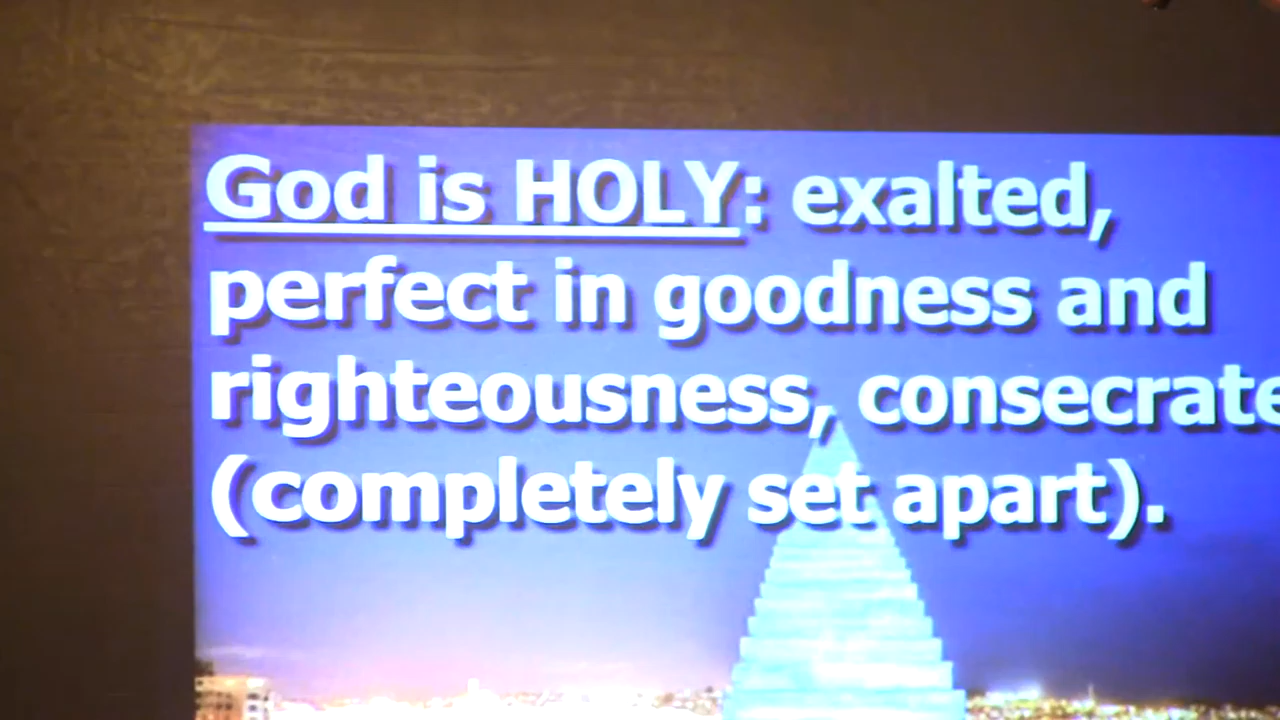 God is HOLY: exalted,
perfect in goodness and
righteousness, consecrate
(completely set apart).